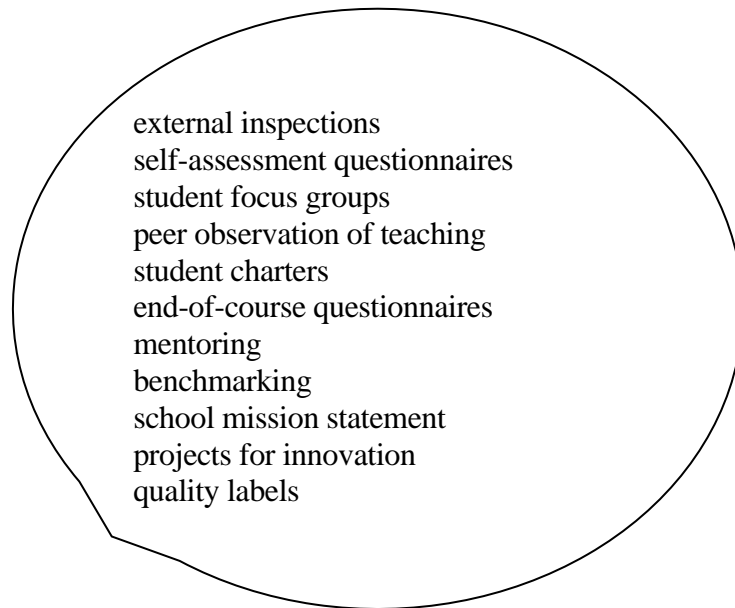 external inspections
self-assessment questionnaires
student focus groups
peer observation of teaching
student charters
end-of-course questionnaires
mentoring
benchmarking
school mission statement
projects for innovation
quality labels